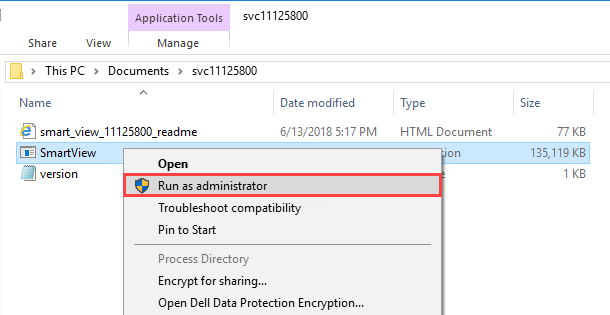 Application Tools svc11125800
Share View Manage
This PC Documents svc11125800
Name Date modified Type Size
smart_view_11125800_readme 6/13/2018 5:17 PM HTML Document 77 KB
SmartView tion 135,119 KB
Open
version 1 KB
Run as administrator
Troubleshoot compatibility
Pin to Start
Process Directory
Encrypt for sharing...
Open Dell Data Protection Encryption...